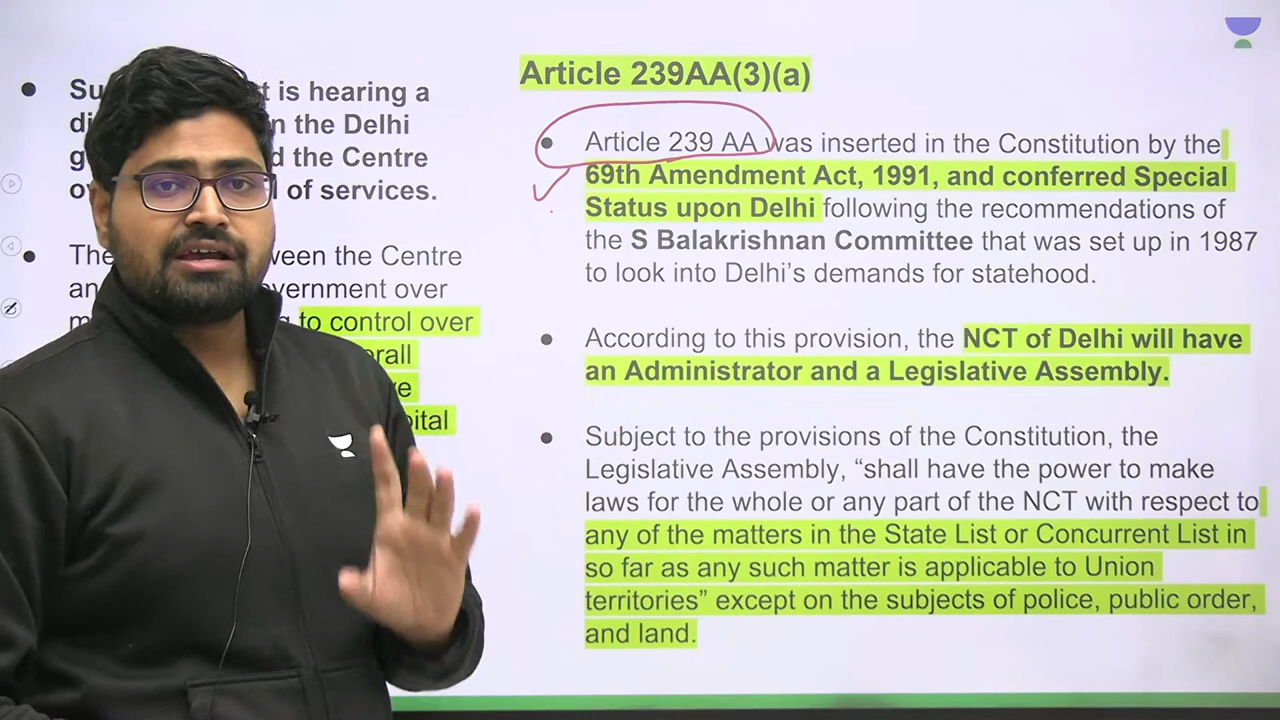 is hearing a
the Delhi
the Centre
of services.
The
the Centre
over
to control over
Article 239AA(3)(a)
Article 239 AA was inserted in the Constitution by the
69th Amendment Act, 1991, and conferred Special
Status upon Delhi following the recommendations of
the S Balakrishnan Committee that was set up in 1987
to look into Delhi’s demands for statehood.
According to this provision, the NCT of Delhi will have
an Administrator and a Legislative Assembly.
Subject to the provisions of the Constitution, the
Legislative Assembly, “shall have the power to make
laws for the whole or any part of the NCT with respect to
any of the matters in the State List or Concurrent List in
so far as any such matter is applicable to Union
territories” except on the subjects of police, public order,
and land.